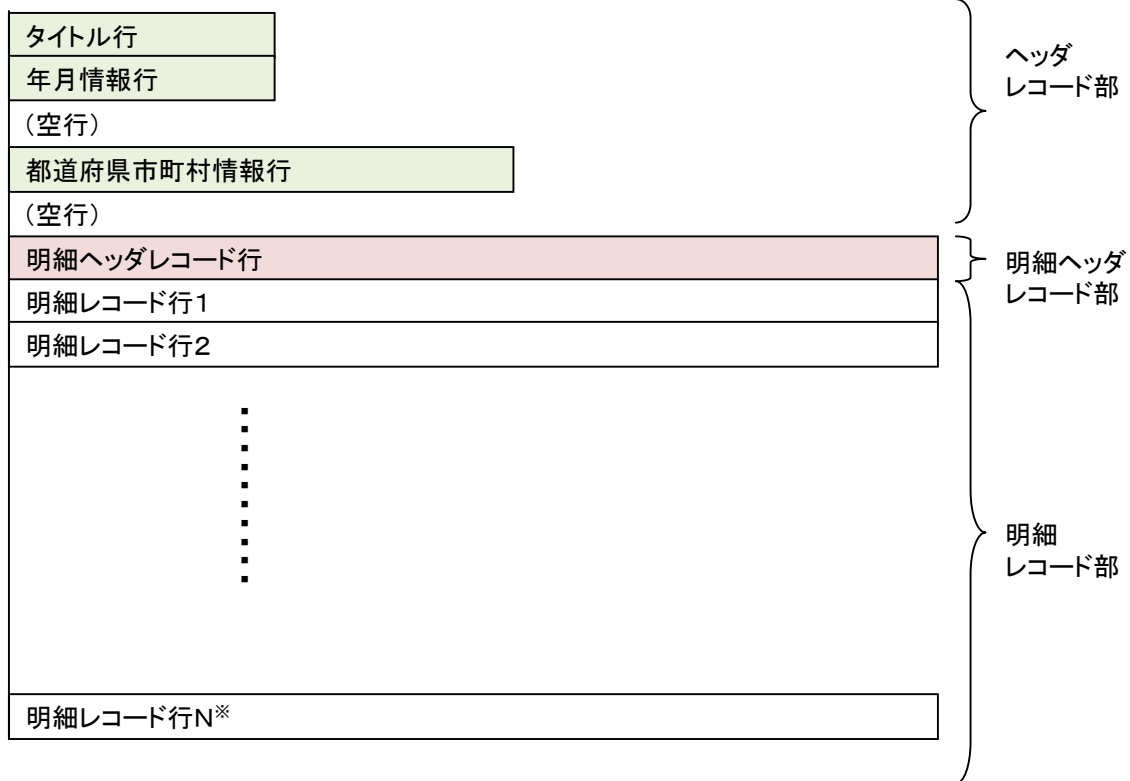 タイトル行
年月情報行
（空行）
都道府県市町村情報行
（空行）
明細ヘッダレコード行
明細レコード行１
明細レコード行２
明細レコード行Ｎ※
ヘッダ
レコード部
明細ヘッダ
レコード部
明細
レコード部